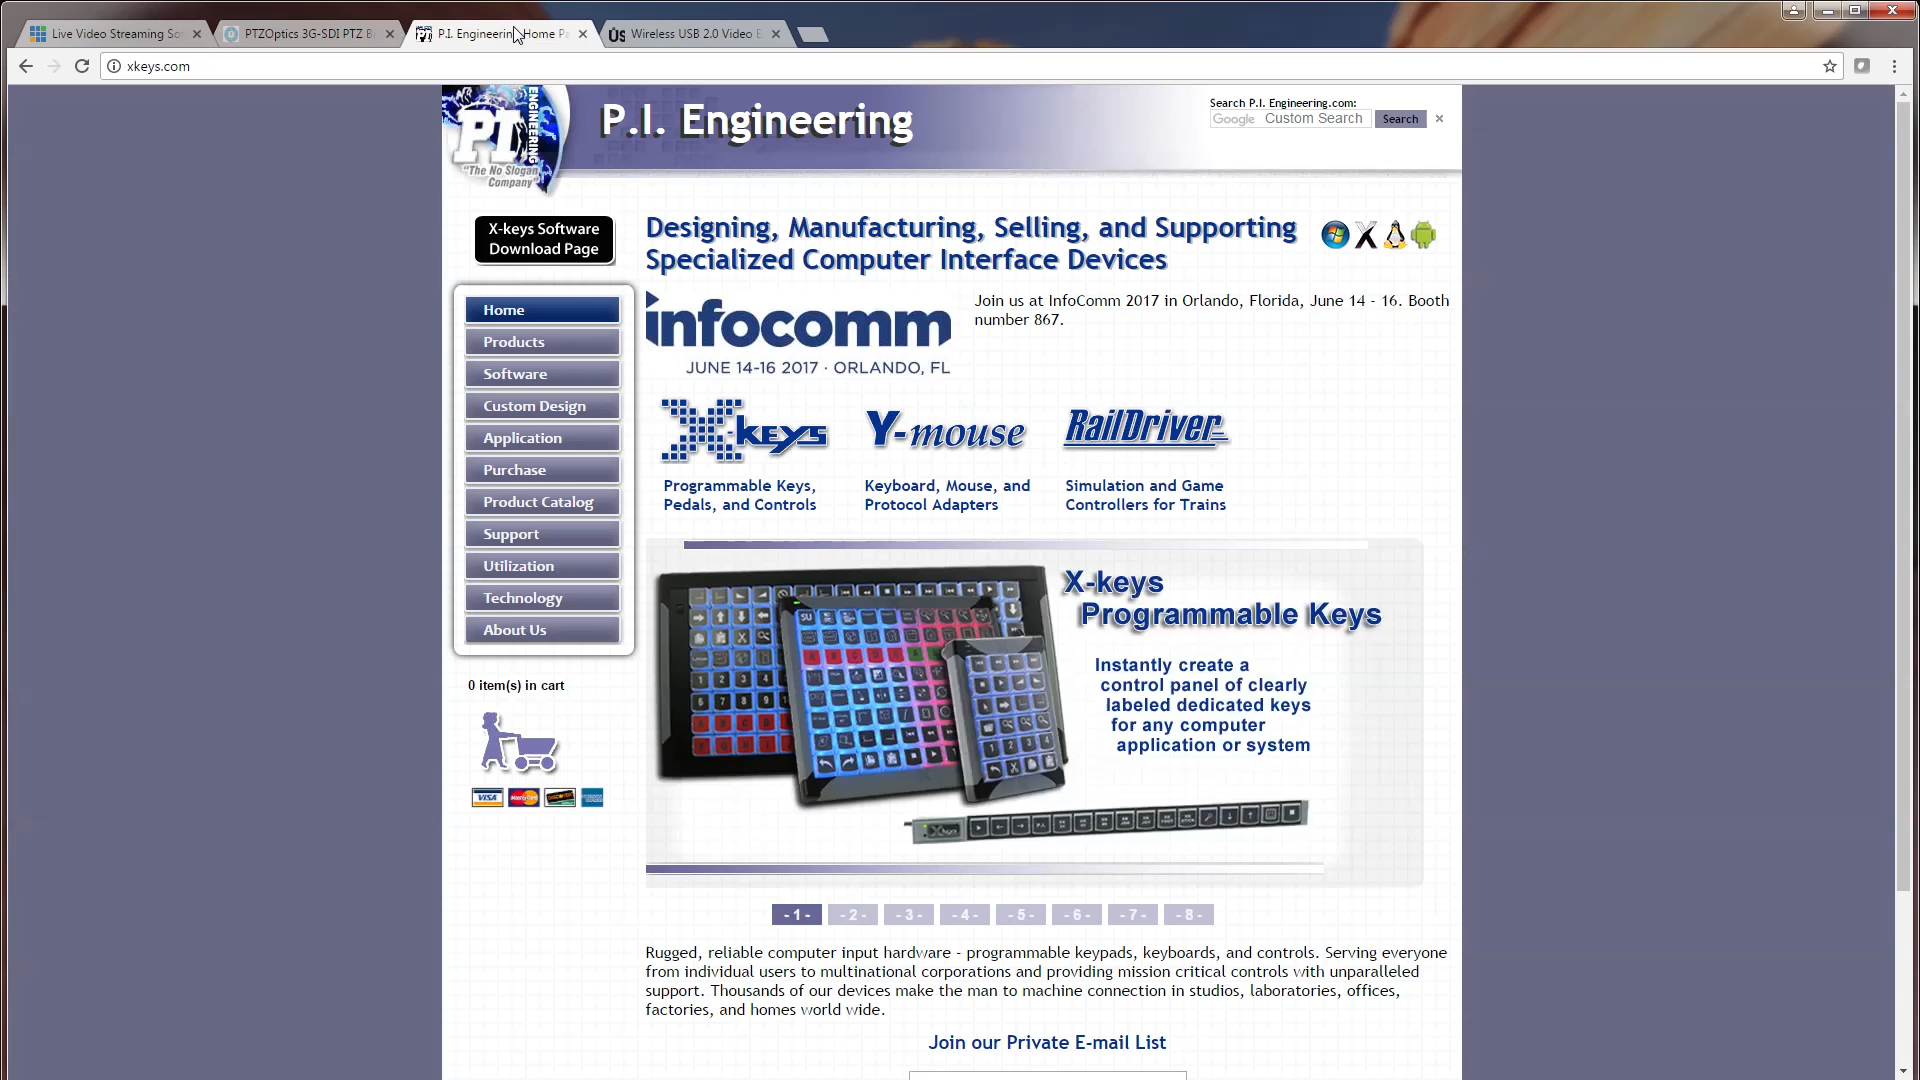 Live Video Streaming So
PTZOptics 3G-SDI PTZ B
P.I. Engineering Home P
Wireless USB 2.0 Video E
xkeys.com
PI
ENGINEERING
"The No Slogan
Company"
P.I. Engineering
Search P.I. Engineering.com:
Google Custom Search
Search
X-keys Software
Download Page
Designing, Manufacturing, Selling, and Supporting
Specialized Computer Interface Devices
Home
Products
Software
Custom Design
Application
Purchase
Product Catalog
Support
Utilization
Technology
About Us
0 item(s) in cart
VISA
MasterCard
DISCOVER
infocomm
JUNE 14-16 2017 · ORLANDO, FL
Join us at InfoComm 2017 in Orlando, Florida, June 14 - 16. Booth
number 867.
X-keys
Y-mouse
RailDriver
Programmable Keys,
Pedals, and Controls
Keyboard, Mouse, and
Protocol Adapters
Simulation and Game
Controllers for Trains
X-keys
Programmable Keys
Instantly create a
control panel of clearly
labeled dedicated keys
for any computer
application or system
- 1 -
- 2 -
- 3 -
- 4 -
- 5 -
- 6 -
- 7 -
- 8 -
Rugged, reliable computer input hardware - programmable keypads, keyboards, and controls. Serving everyone
from individual users to multinational corporations and providing mission critical controls with unparalleled
support. Thousands of our devices make the man to machine connection in studios, laboratories, offices,
factories, and homes world wide.
Join our Private E-mail List